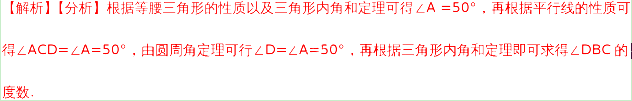 【解析】【分析】根据等腰三角形的性质以及三角形内角和定理可得∠A =50°，再根据平行线的性质可
得∠ACD=∠A=50°，由圆周角定理可行∠D=∠A=50°，再根据三角形内角和定理即可求得∠DBC 的
度数.